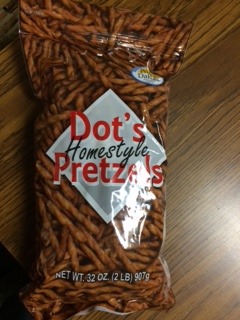 Dot's
Homestyle
Pretzels
NET WT. 32 OZ. (2 LB) 907g